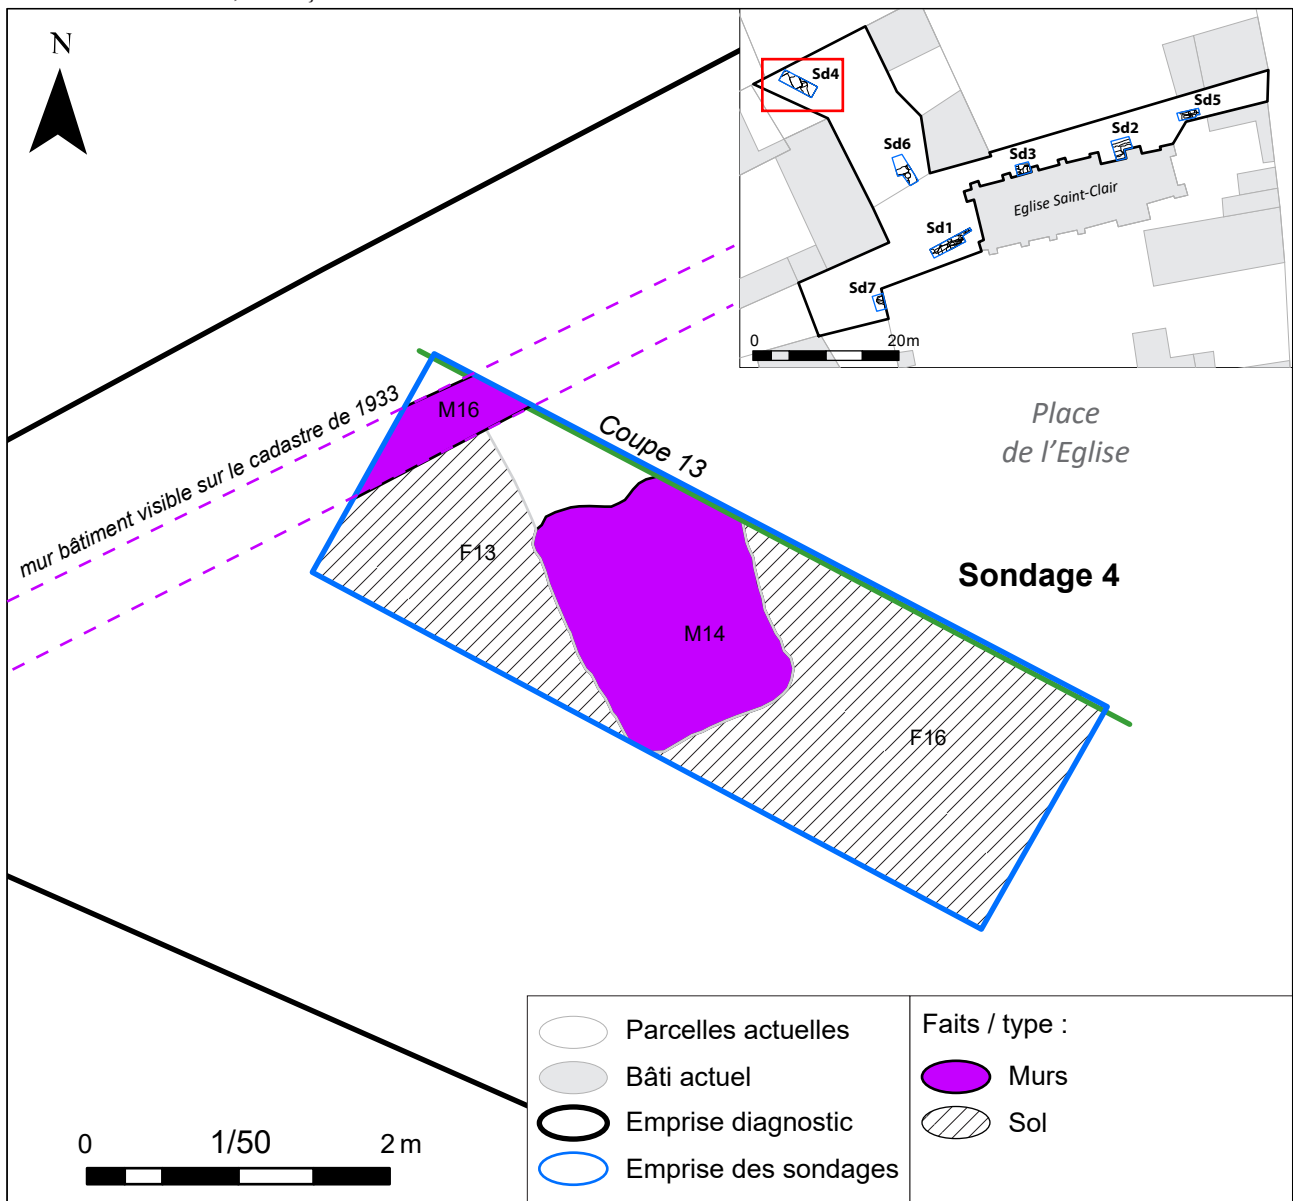 N
Sd4
Sd5
Sd2
Sd6
Sd3
Eglise Saint-Clair
Sd1
Sd7
0 20 m
mur bâtiment visible sur le cadastre de 1933
M16
Coupe 13
Place
de l'Eglise
F13
Sondage 4
M14
F16
0 1/50 2 m
Parcelles actuelles
Bâti actuel
Emprise diagnostic
Emprise des sondages
Faits / type :
Murs
Sol